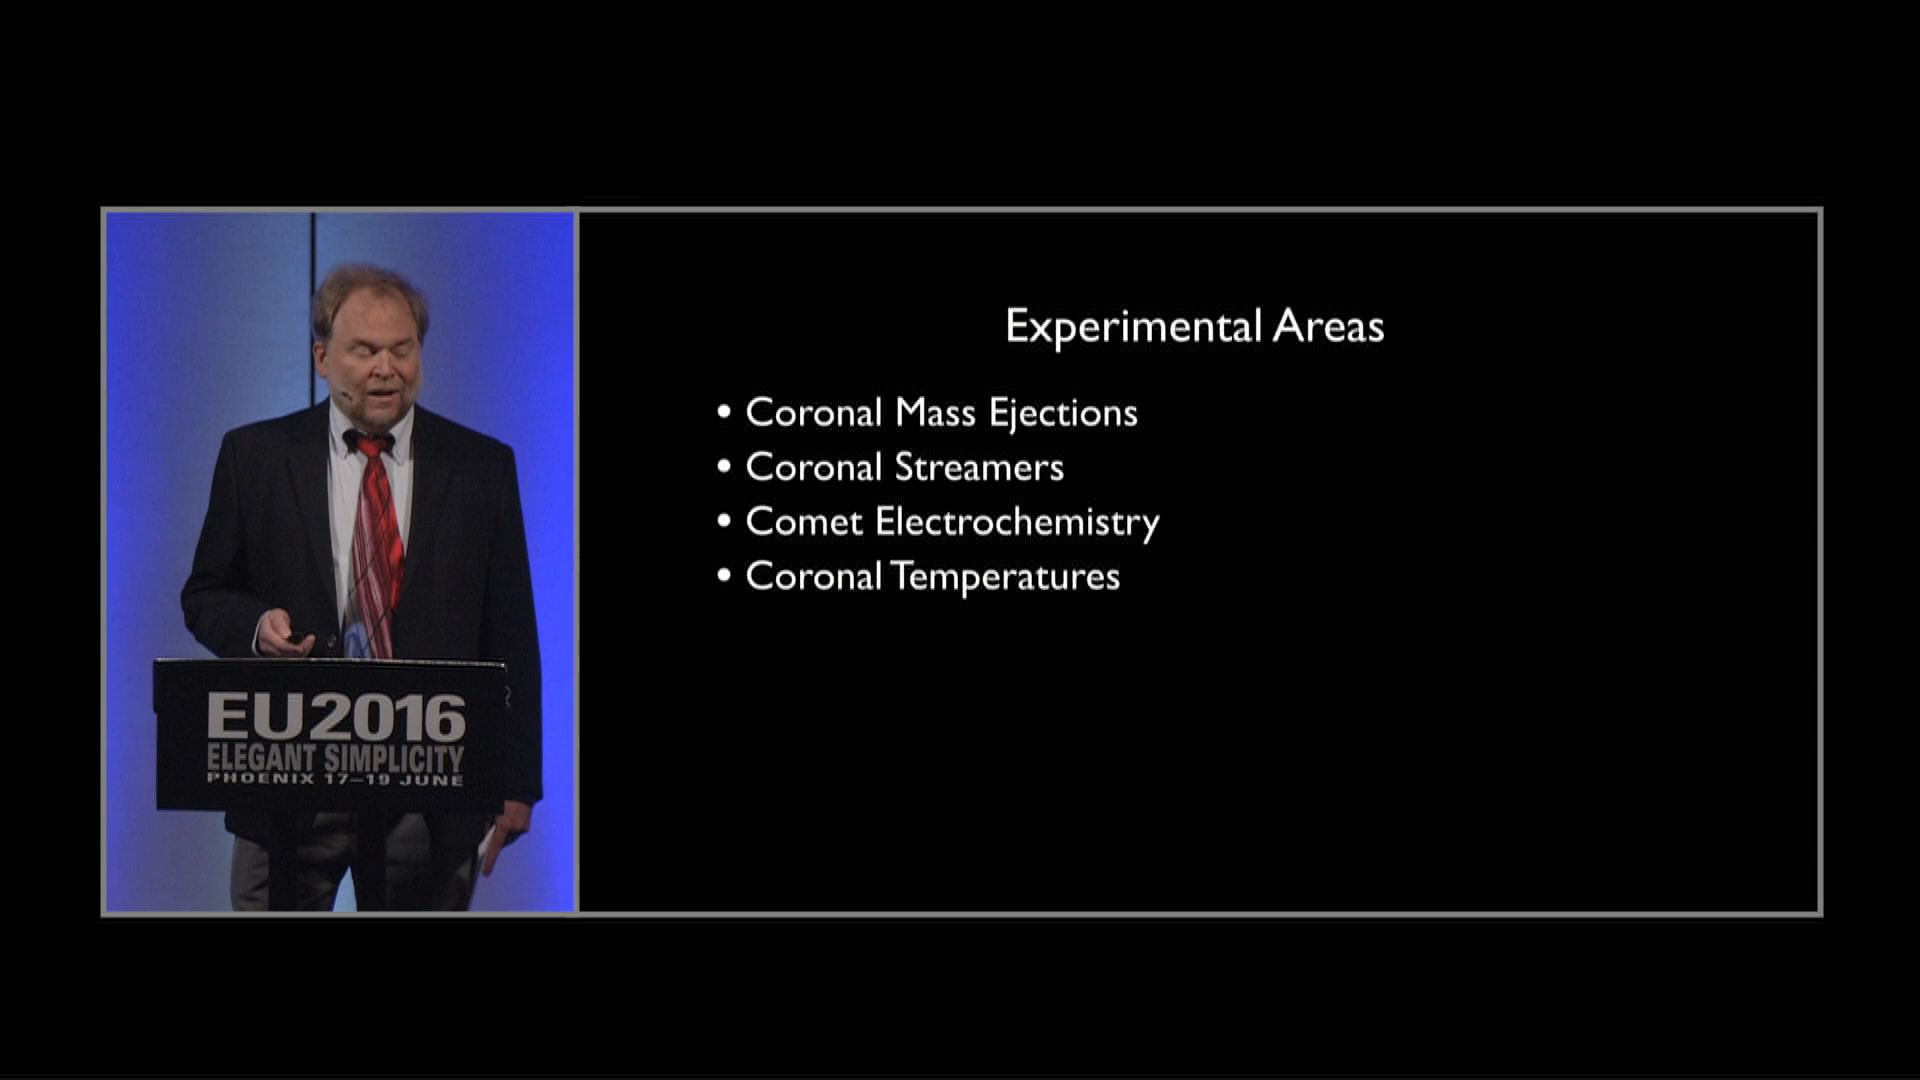 Experimental Areas
• Coronal Mass Ejections
• Coronal Streamers
• Comet Electrochemistry
• Coronal Temperatures
EU2016
ELEGANT SIMPLICITY
PHOENIX 17–19 JUNE